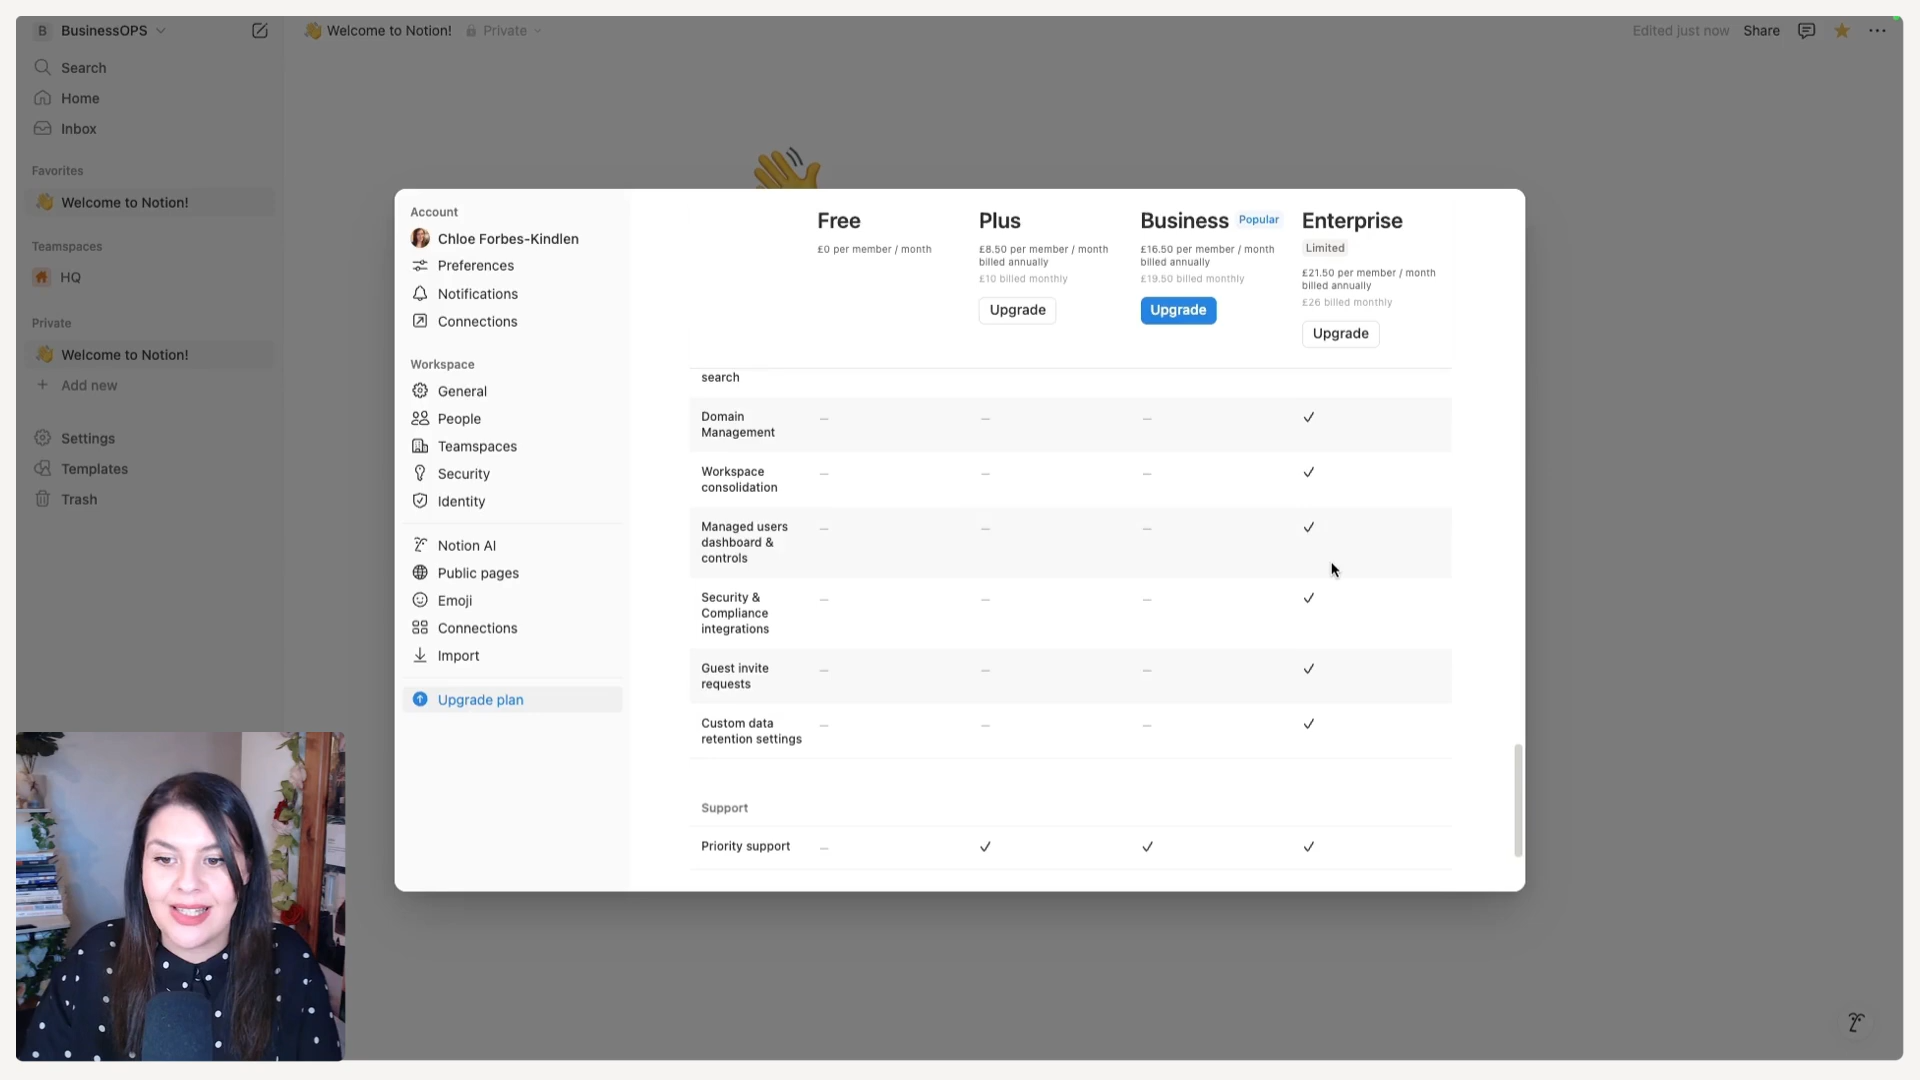 B BusinessOPS
Search
Home
Inbox
Favorites
Welcome to Notion!
Teamspaces
HQ
Private
Welcome to Notion!
Add new
Settings
Templates
Trash
Welcome to Notion! Private
Edited just now Share
Account
Chloe Forbes-Kindlen
Preferences
Notifications
Connections
Workspace
General
People
Teamspaces
Security
Identity
Notion AI
Public pages
Emoji
Connections
Import
Upgrade plan
Free
£0 per member / month
Plus
£8.50 per member / month
billed annually
£10 billed monthly
Upgrade
Business Popular
£16.50 per member / month
billed annually
£19.50 billed monthly
Upgrade
Enterprise
Limited
£21.50 per member / month
billed annually
£26 billed monthly
Upgrade
search
Domain
Management
Workspace
consolidation
Managed users
dashboard &
controls
Security &
Compliance
integrations
Guest invite
requests
Custom data
retention settings
Support
Priority support